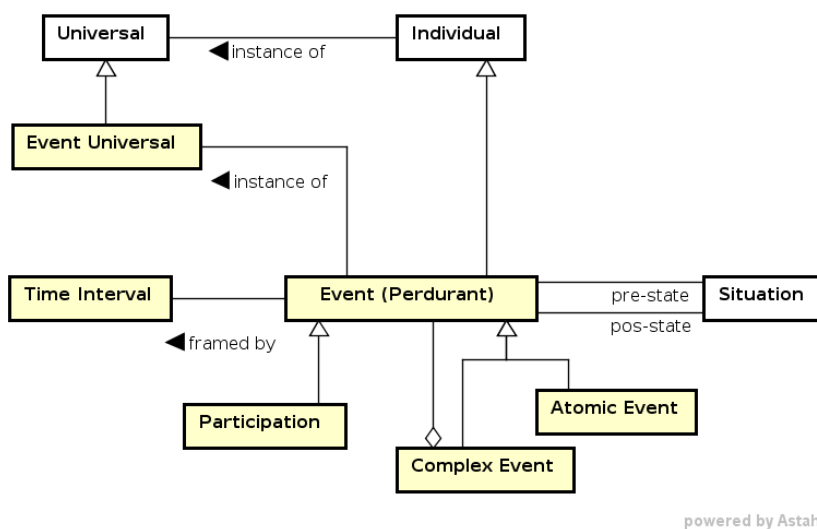 Universal
Individual
instance of
Event Universal
instance of
Time Interval
Event (Perdurant)
pre-state
Situation
pos-state
framed by
Participation
Atomic Event
Complex Event
powered by Astah